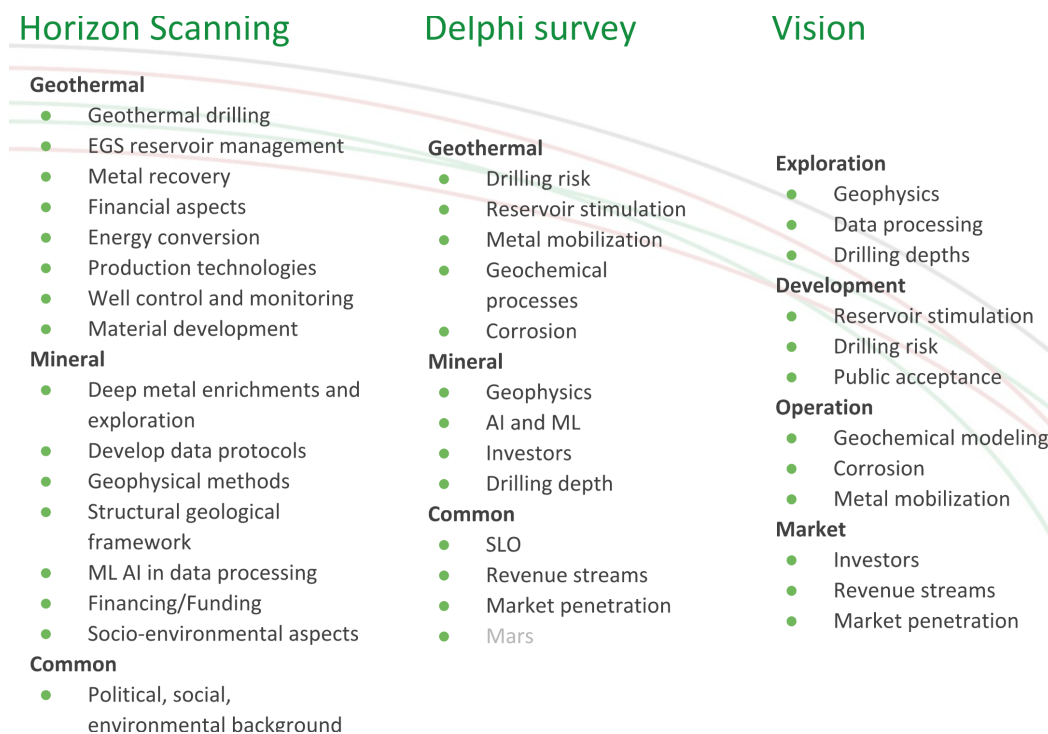 Horizon Scanning
Geothermal
Geothermal drilling
EGS reservoir management
Metal recovery
Financial aspects
Energy conversion
Production technologies
Well control and monitoring
Material development
Mineral
Deep metal enrichments and
exploration
Develop data protocols
Geophysical methods
Structural geological
framework
ML AI in data processing
Financing/Funding
Socio-environmental aspects
Common
Political, social,
environmental background
Delphi survey
Geothermal
Drilling risk
Reservoir stimulation
Metal mobilization
Geochemical
processes
Corrosion
Mineral
Geophysics
AI and ML
Investors
Drilling depth
Common
SLO
Revenue streams
Market penetration
Mars
Vision
Exploration
Geophysics
Data processing
Drilling depths
Development
Reservoir stimulation
Drilling risk
Public acceptance
Operation
Geochemical modeling
Corrosion
Metal mobilization
Market
Investors
Revenue streams
Market penetration